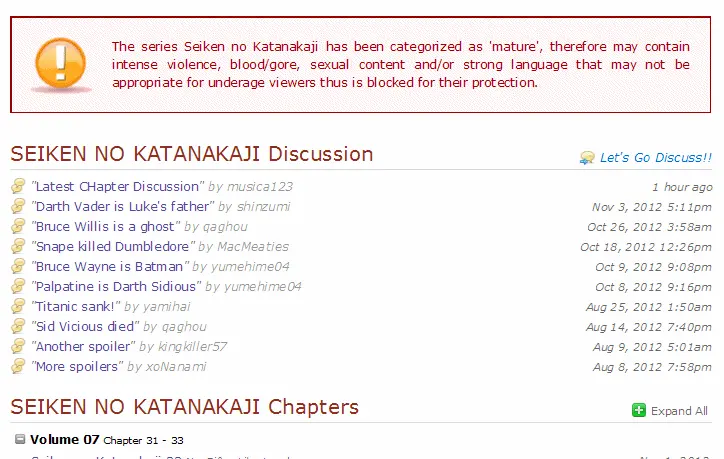 The series Seiken no Katanakaji has been categorized as 'mature', therefore may contain
intense violence, blood/gore, sexual content and/or strong language that may not be
appropriate for underage viewers thus is blocked for their protection.
SEIKEN NO KATANAKAJI Discussion Let's Go Discuss!!
"Latest CHapter Discussion" by musica123 1 hour ago
"Darth Vader is Luke's father" by shinzumi Nov 3, 2012 5:11pm
"Bruce Willis is a ghost" by qaghou Oct 26, 2012 3:58am
"Snape killed Dumbledore" by MacMeaties Oct 18, 2012 12:26pm
"Bruce Wayne is Batman" by yumehime04 Oct 9, 2012 9:08pm
"Palpatine is Darth Sidious" by yumehime04 Oct 8, 2012 9:16pm
"Titanic sank!" by yamihai Aug 25, 2012 1:50am
"Sid Vicious died" by qaghou Aug 14, 2012 7:40pm
"Another spoiler" by kingkiller57 Aug 9, 2012 5:01am
"More spoilers" by xoNanami Aug 8, 2012 7:58pm
SEIKEN NO KATANAKAJI Chapters Expand All
Volume 07 Chapter 31 - 33